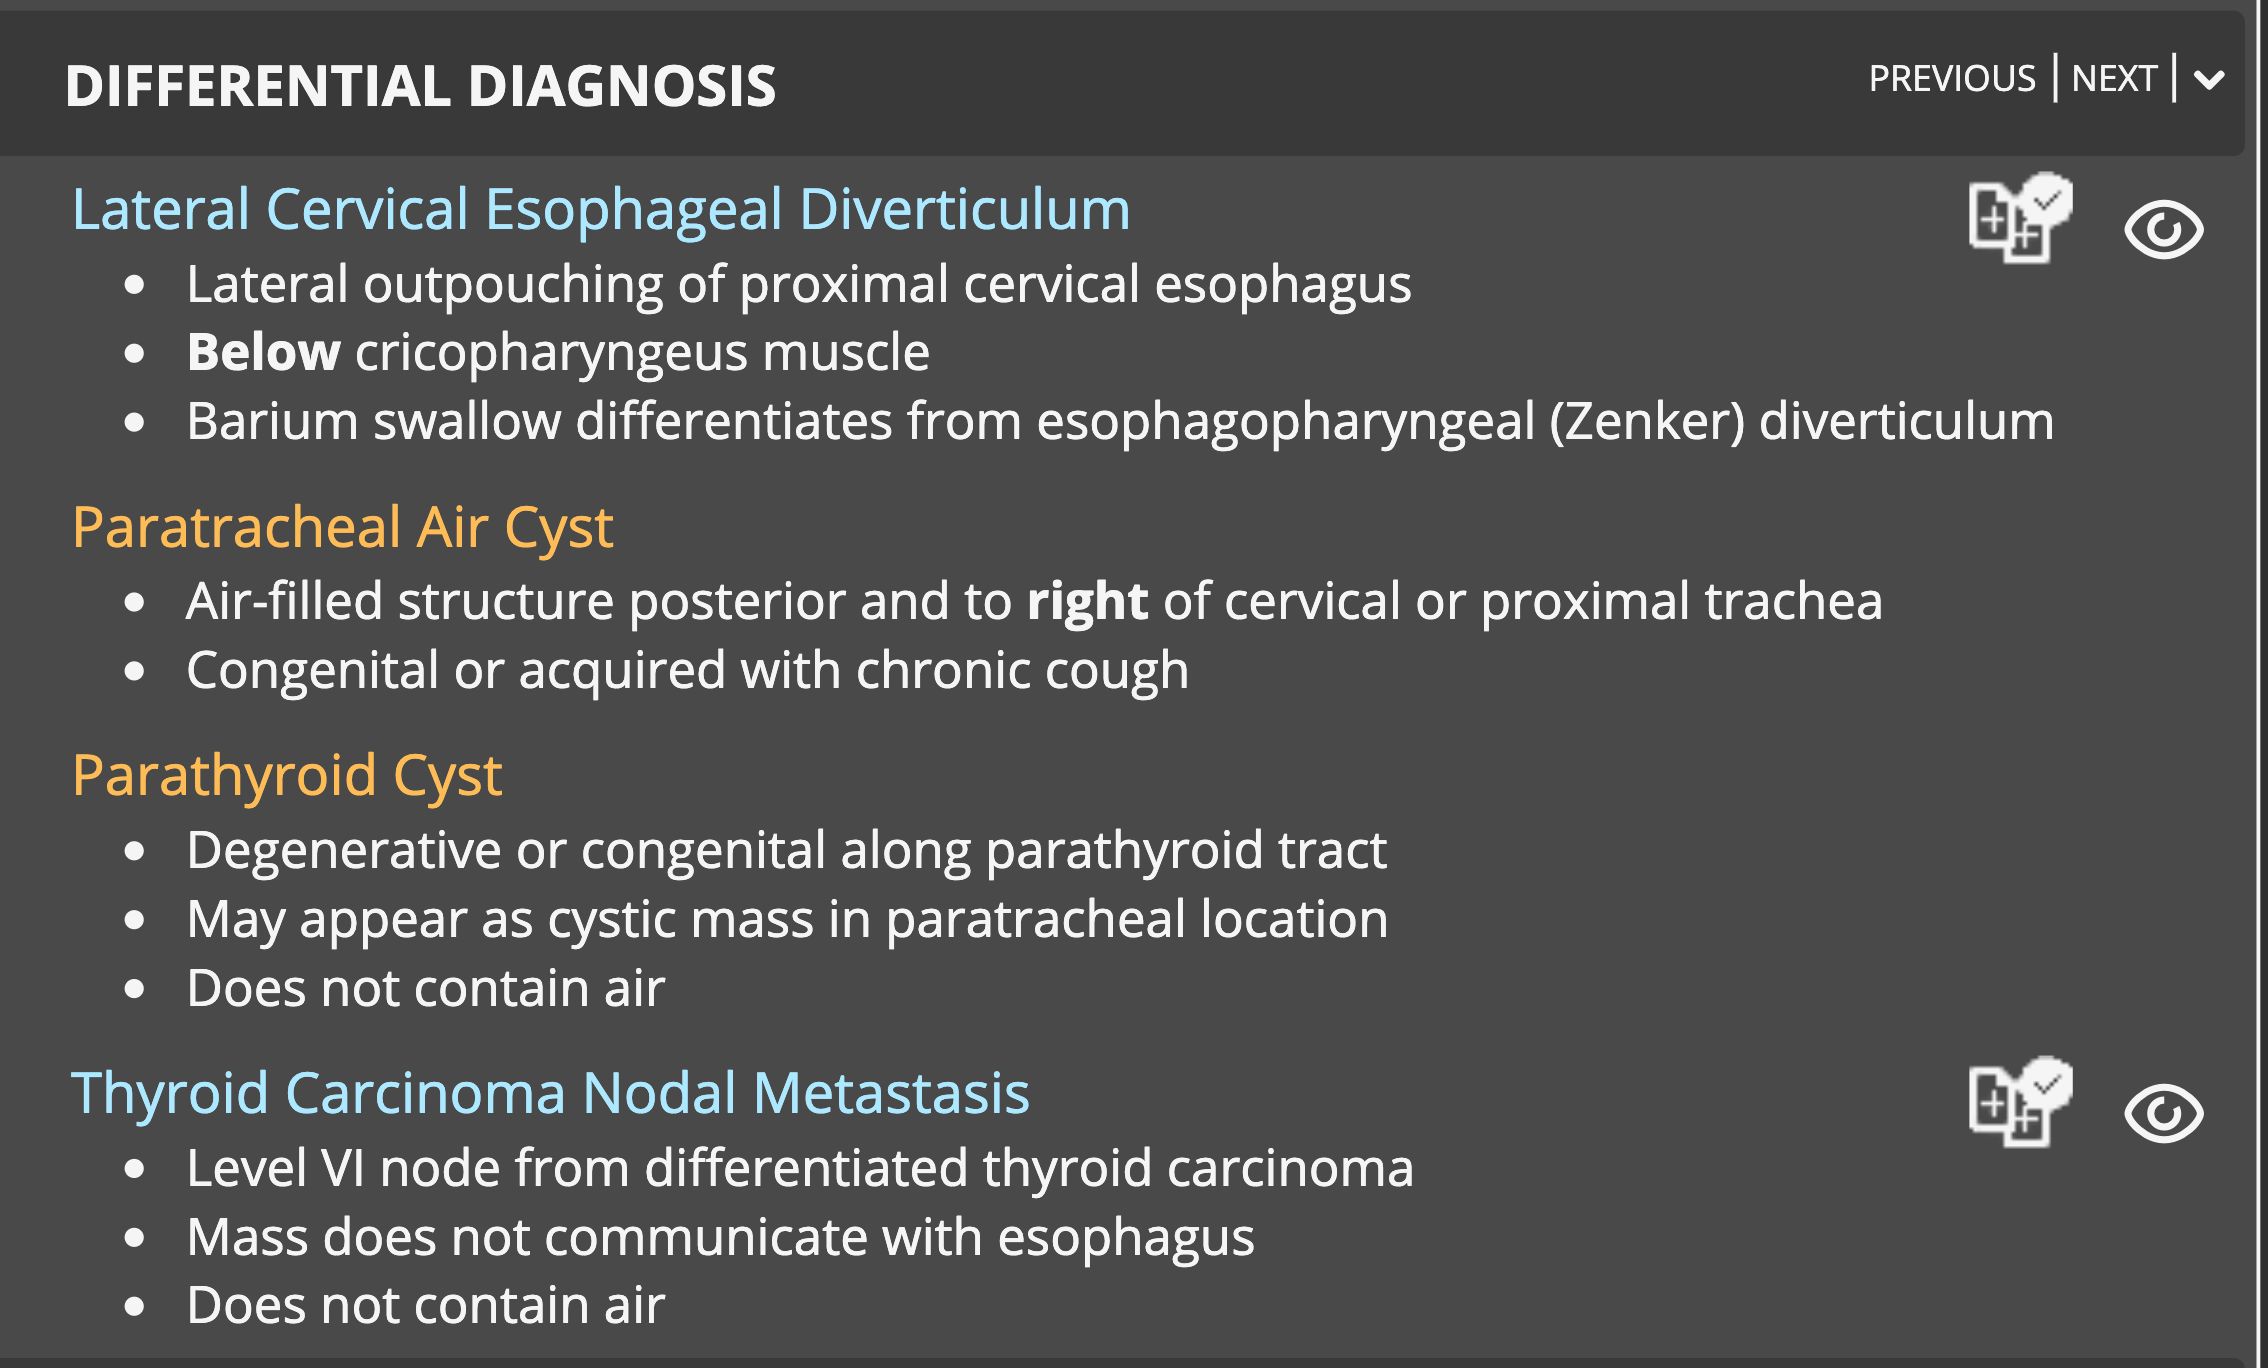 DIFFERENTIAL DIAGNOSIS
PREVIOUS | NEXT |
Lateral Cervical Esophageal Diverticulum
• Lateral outpouching of proximal cervical esophagus
• Below cricopharyngeus muscle
• Barium swallow differentiates from esophagopharyngeal (Zenker) diverticulum
Paratracheal Air Cyst
• Air-filled structure posterior and to right of cervical or proximal trachea
• Congenital or acquired with chronic cough
Parathyroid Cyst
• Degenerative or congenital along parathyroid tract
• May appear as cystic mass in paratracheal location
• Does not contain air
Thyroid Carcinoma Nodal Metastasis
• Level VI node from differentiated thyroid carcinoma
• Mass does not communicate with esophagus
• Does not contain air